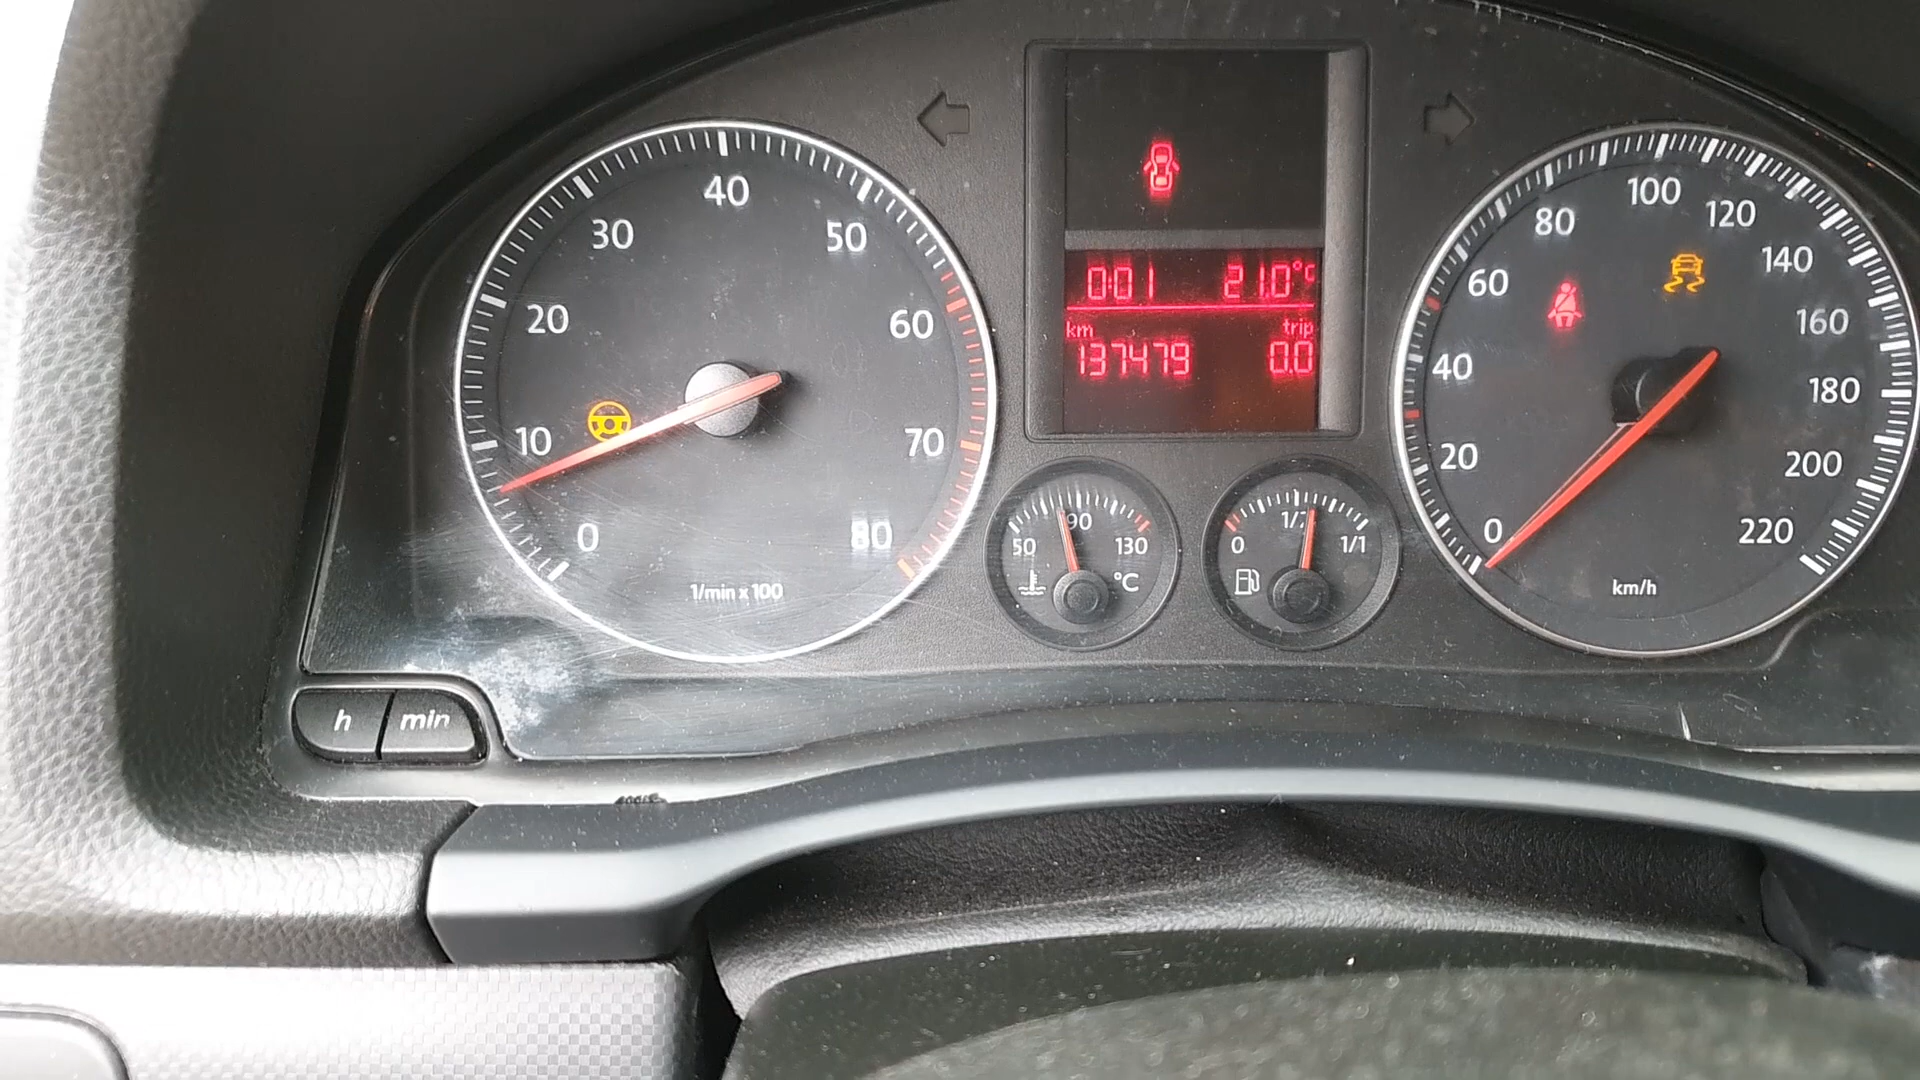 0 10 20 30 40 50 60 70 80
1/min x 100
0:01 21.0°C
km trip
137479 0.0
50 90 130
°C
0 1/2 1/1
0 20 40 60 80 100 120 140 160 180 200 220
km/h
h min